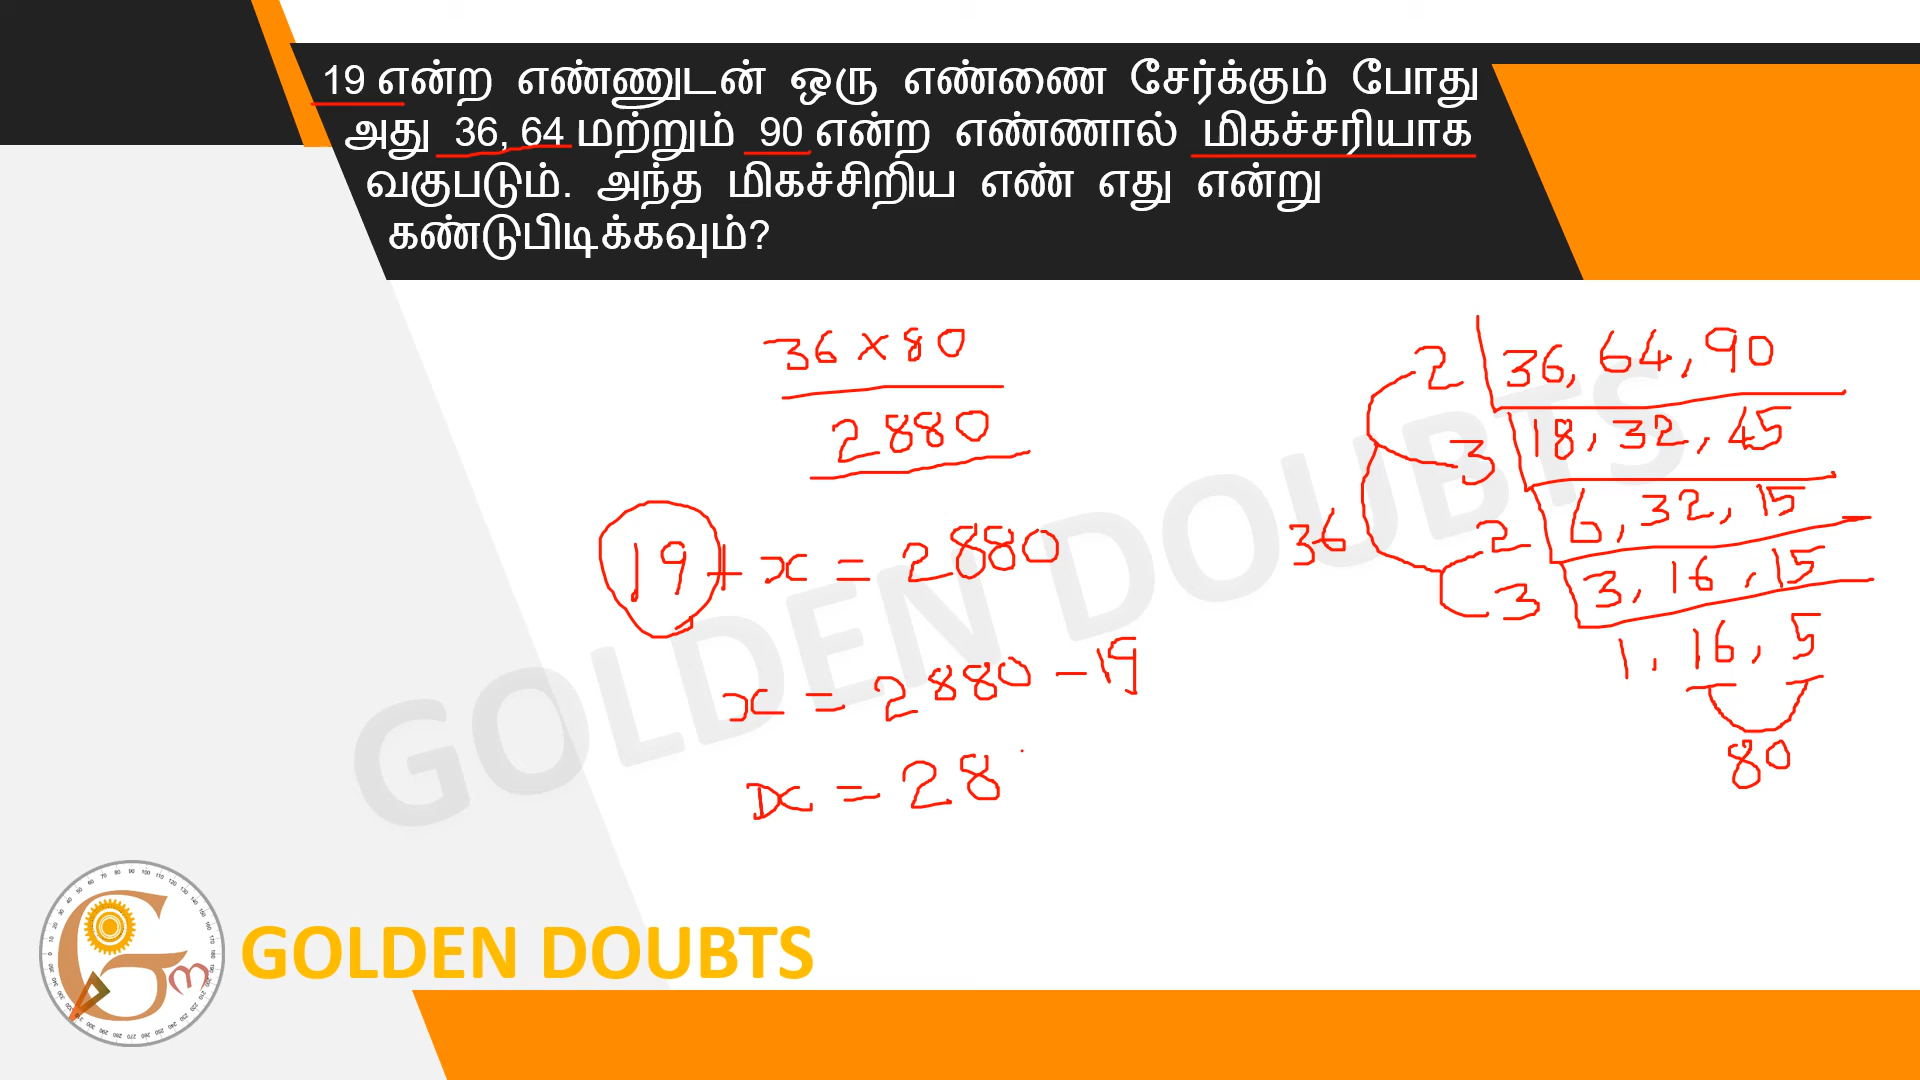 19 என்ற எண்ணுடன் ஒரு எண்ணை சேர்க்கும் போது
அது 36, 64 மற்றும் 90 என்ற எண்ணால் மிகச்சரியாக
வகுபடும். அந்த மிகச்சிறிய எண் எது என்று
கண்டுபிடிக்கவும்?
36 × 80
2880
19 + x = 2880
x = 2880 - 19
x = 28
2 36, 64, 90
3 18, 32, 45
2 6, 32, 15
3 3, 16, 15
1, 16, 5
36
80
GOLDEN DOUBTS
Gm
GOLDEN DOUBTS